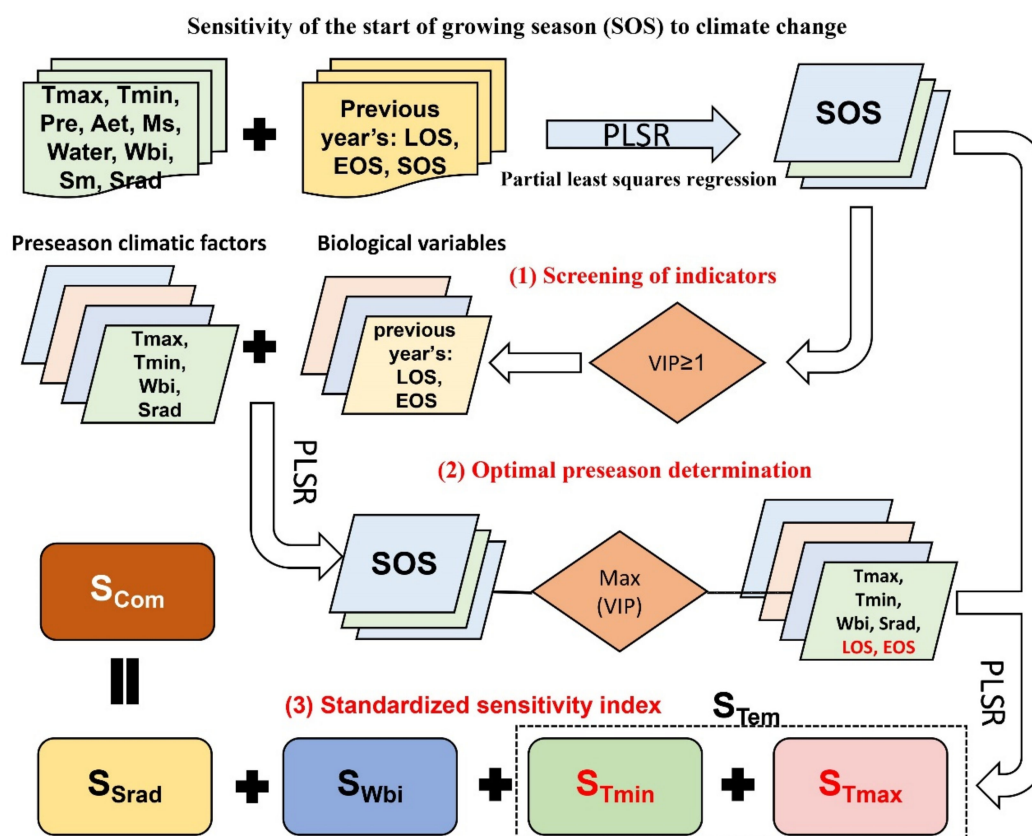 Sensitivity of the start of growing season (SOS) to climate change
Tmax, Tmin,
Pre, Aet, Ms,
Water, Wbi,
Sm, Srad
Previous
year's: LOS,
EOS, SOS
PLSR
Partial least squares regression
SOS
Preseason climatic factors
Biological variables
(1) Screening of indicators
Tmax,
Tmin,
Wbi,
Srad
previous
year's:
LOS,
EOS
VIP≥1
PLSR
(2) Optimal preseason determination
SOS
Max
(VIP)
Tmax,
Tmin,
Wbi, Srad,
LOS, EOS
PLSR
SCom
(3) Standardized sensitivity index
STem
SSrad
SWbi
STmin
STmax